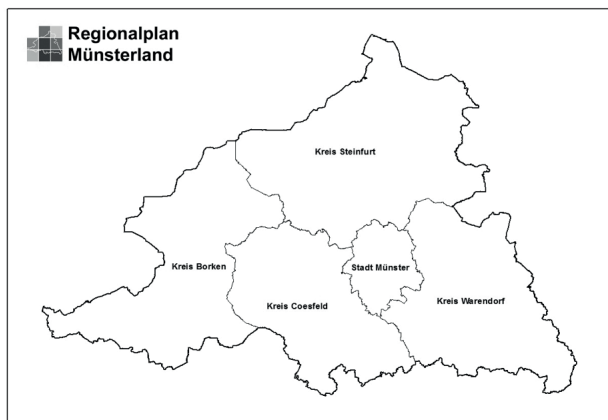 Regionalplan
Münsterland
Kreis Steinfurt
Kreis Borken
Stadt Münster
Kreis Coesfeld
Kreis Warendorf